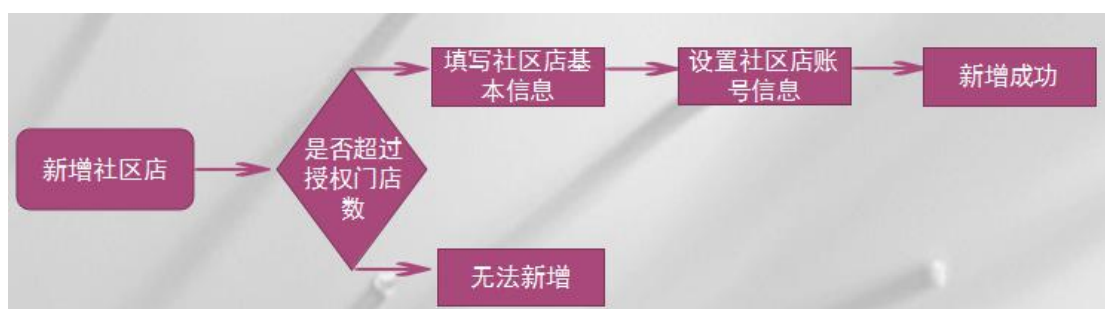 新增社区店
是否超过
授权门店
数
填写社区店基
本信息
设置社区店账
号信息
新增成功
无法新增